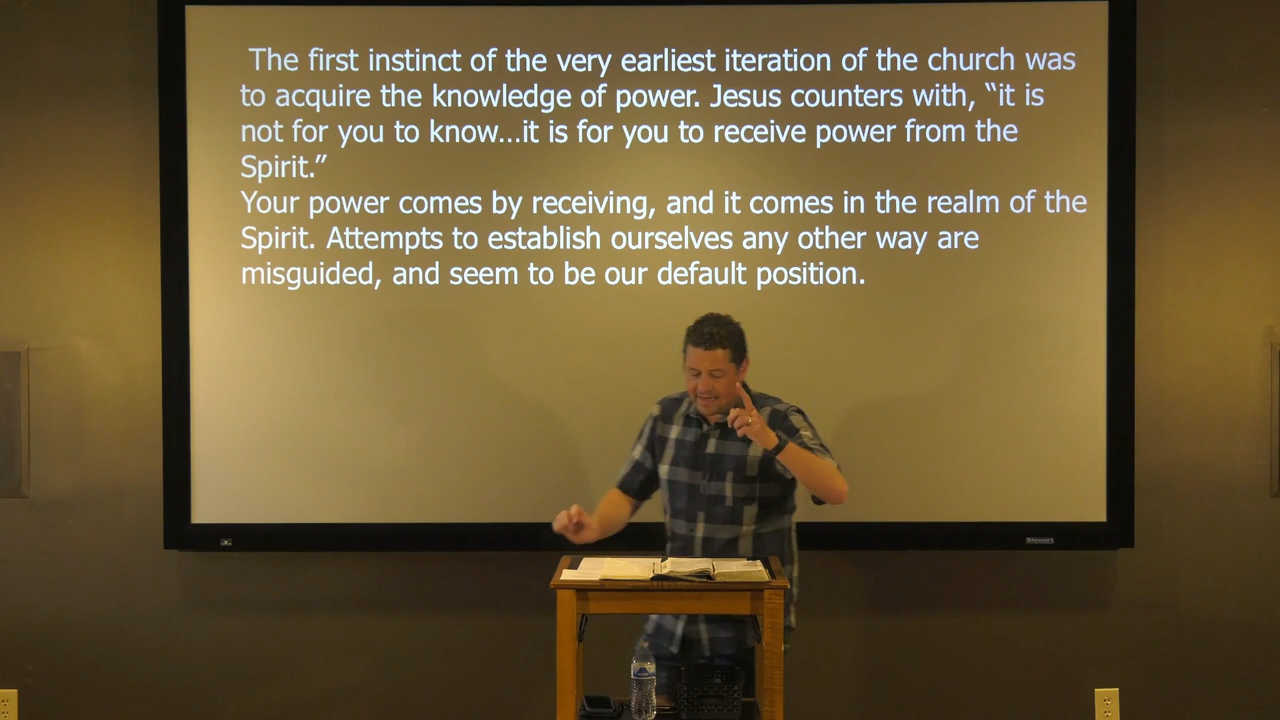 The first instinct of the very earliest iteration of the church was
to acquire the knowledge of power. Jesus counters with, “it is
not for you to know...it is for you to receive power from the
Spirit.”
Your power comes by receiving, and it comes in the realm of the
Spirit. Attempts to establish ourselves any other way are
misguided, and seem to be our default position.
Stewart